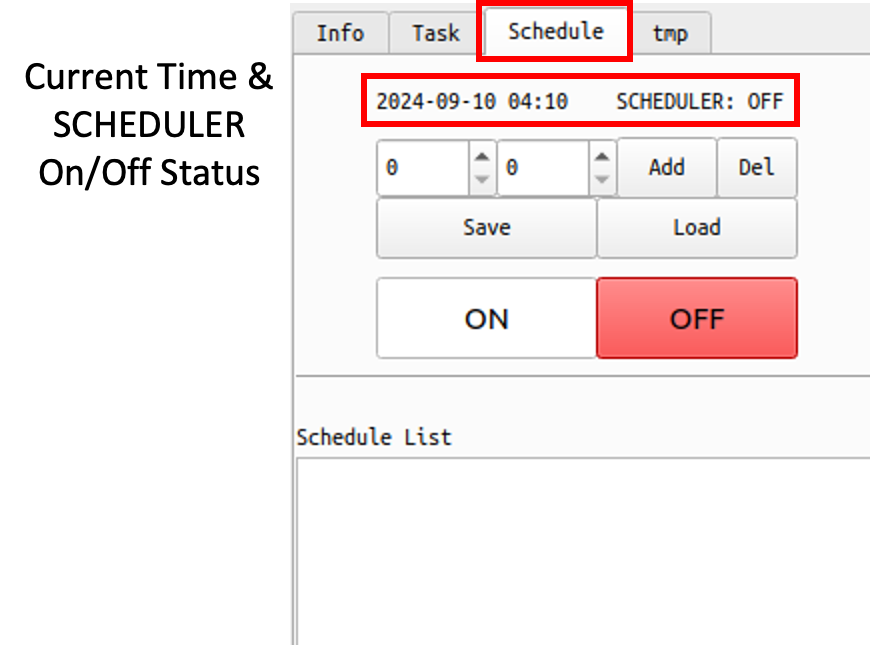 Current Time &
SCHEDULER
On/Off Status
Info Task Schedule tmp
2024-09-10 04:10 SCHEDULER: OFF
0 0 Add Del
Save Load
ON OFF
Schedule List